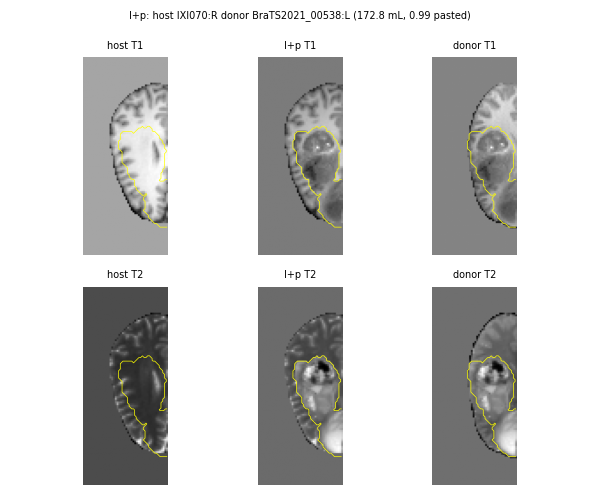 l+p: host IXI070:R donor BraTS2021_00538:L (172.8 mL, 0.99 pasted)
host T1
l+p T1
donor T1
host T2
l+p T2
donor T2